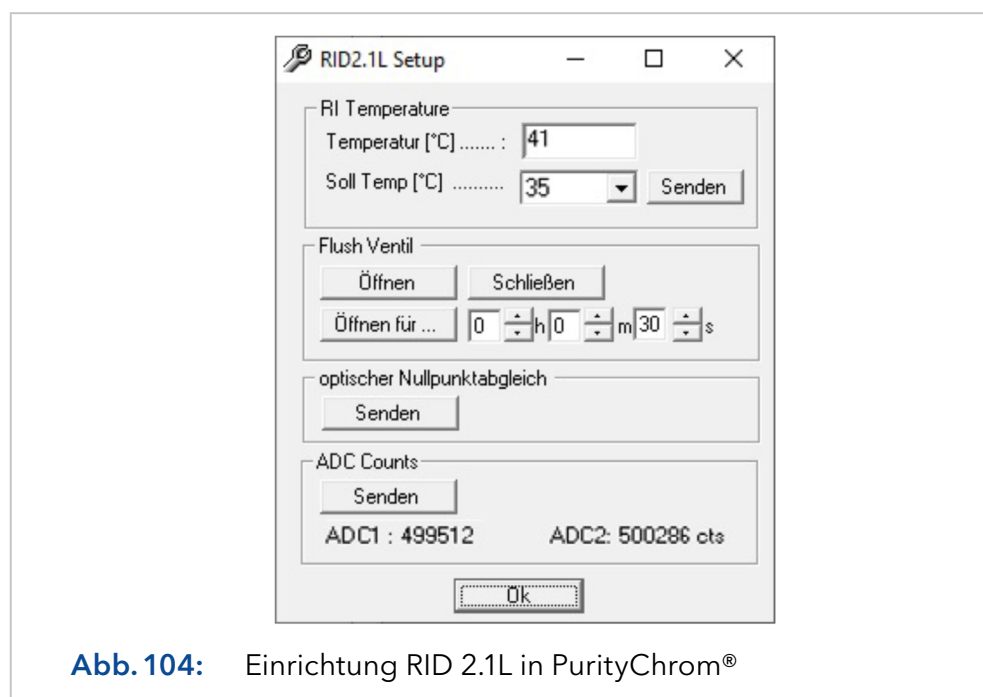 RID2.1L Setup
RI Temperature
Temperatur [°C] ....... : 41
Soll Temp [°C] .......... 35 Senden
Flush Ventil
Öffnen Schließen
Öffnen für ... 0 h 0 m 30 s
optischer Nullpunktabgleich
Senden
ADC Counts
Senden
ADC1 : 499512 ADC2: 500286 cts
Ok
Abb. 104: Einrichtung RID 2.1L in PurityChrom®